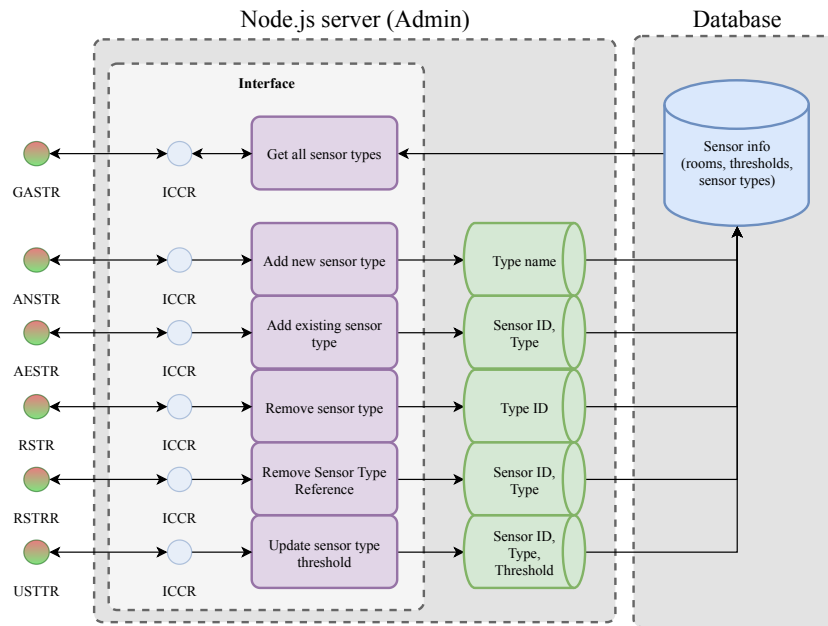 Node.js server (Admin)
Database
Interface
GASTR
ICCR
Get all sensor types
Sensor info
(rooms, thresholds,
sensor types)
ANSTR
ICCR
Add new sensor type
Type name
AESTR
ICCR
Add existing sensor
type
Sensor ID,
Type
RSTR
ICCR
Remove sensor type
Type ID
RSTRR
ICCR
Remove Sensor Type
Reference
Sensor ID,
Type
USTTR
ICCR
Update sensor type
threshold
Sensor ID,
Type,
Threshold